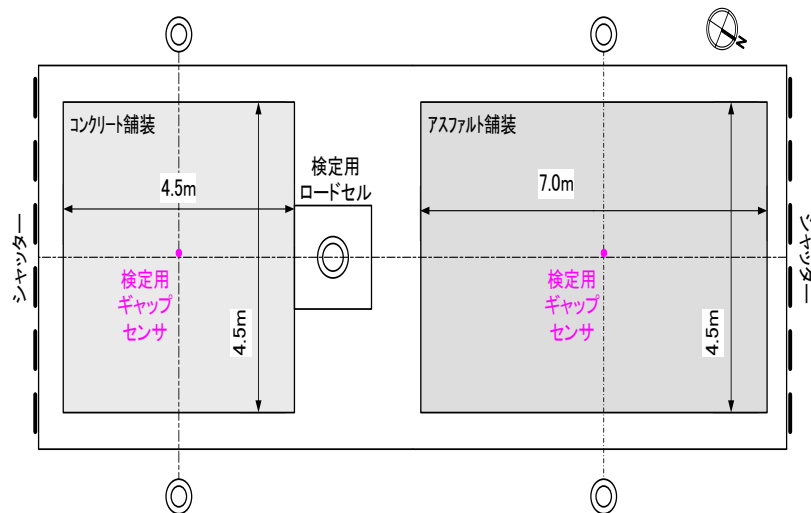 N
コンクリート舗装
アスファルト舗装
検定用
ロードセル
4.5m
7.0m
シャッター
シャッター
検定用
ギャップ
センサ
検定用
ギャップ
センサ
4.5m
4.5m